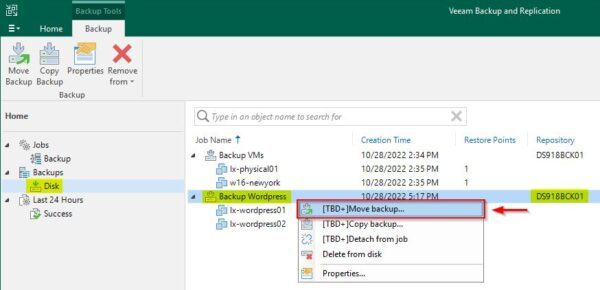 Backup Tools
Veeam Backup and Replication
Home Backup
Move Backup
Copy Backup
Properties
Remove from
Backup
Home
Type in an object name to search for
Jobs
Backup
Backups
Disk
Last 24 Hours
Success
Job Name Creation Time Restore Points Repository
Backup VMs 10/28/2022 2:34 PM DS918BCK01
lx-physical01 10/28/2022 2:35 PM 1
w16-newyork 10/28/2022 2:35 PM 1
Backup Wordpress 10/28/2022 5:17 PM DS918BCK01
lx-wordpress01
lx-wordpress02
[TBD+]Move backup...
[TBD+]Copy backup...
[TBD+]Detach from job
Delete from disk
Properties...